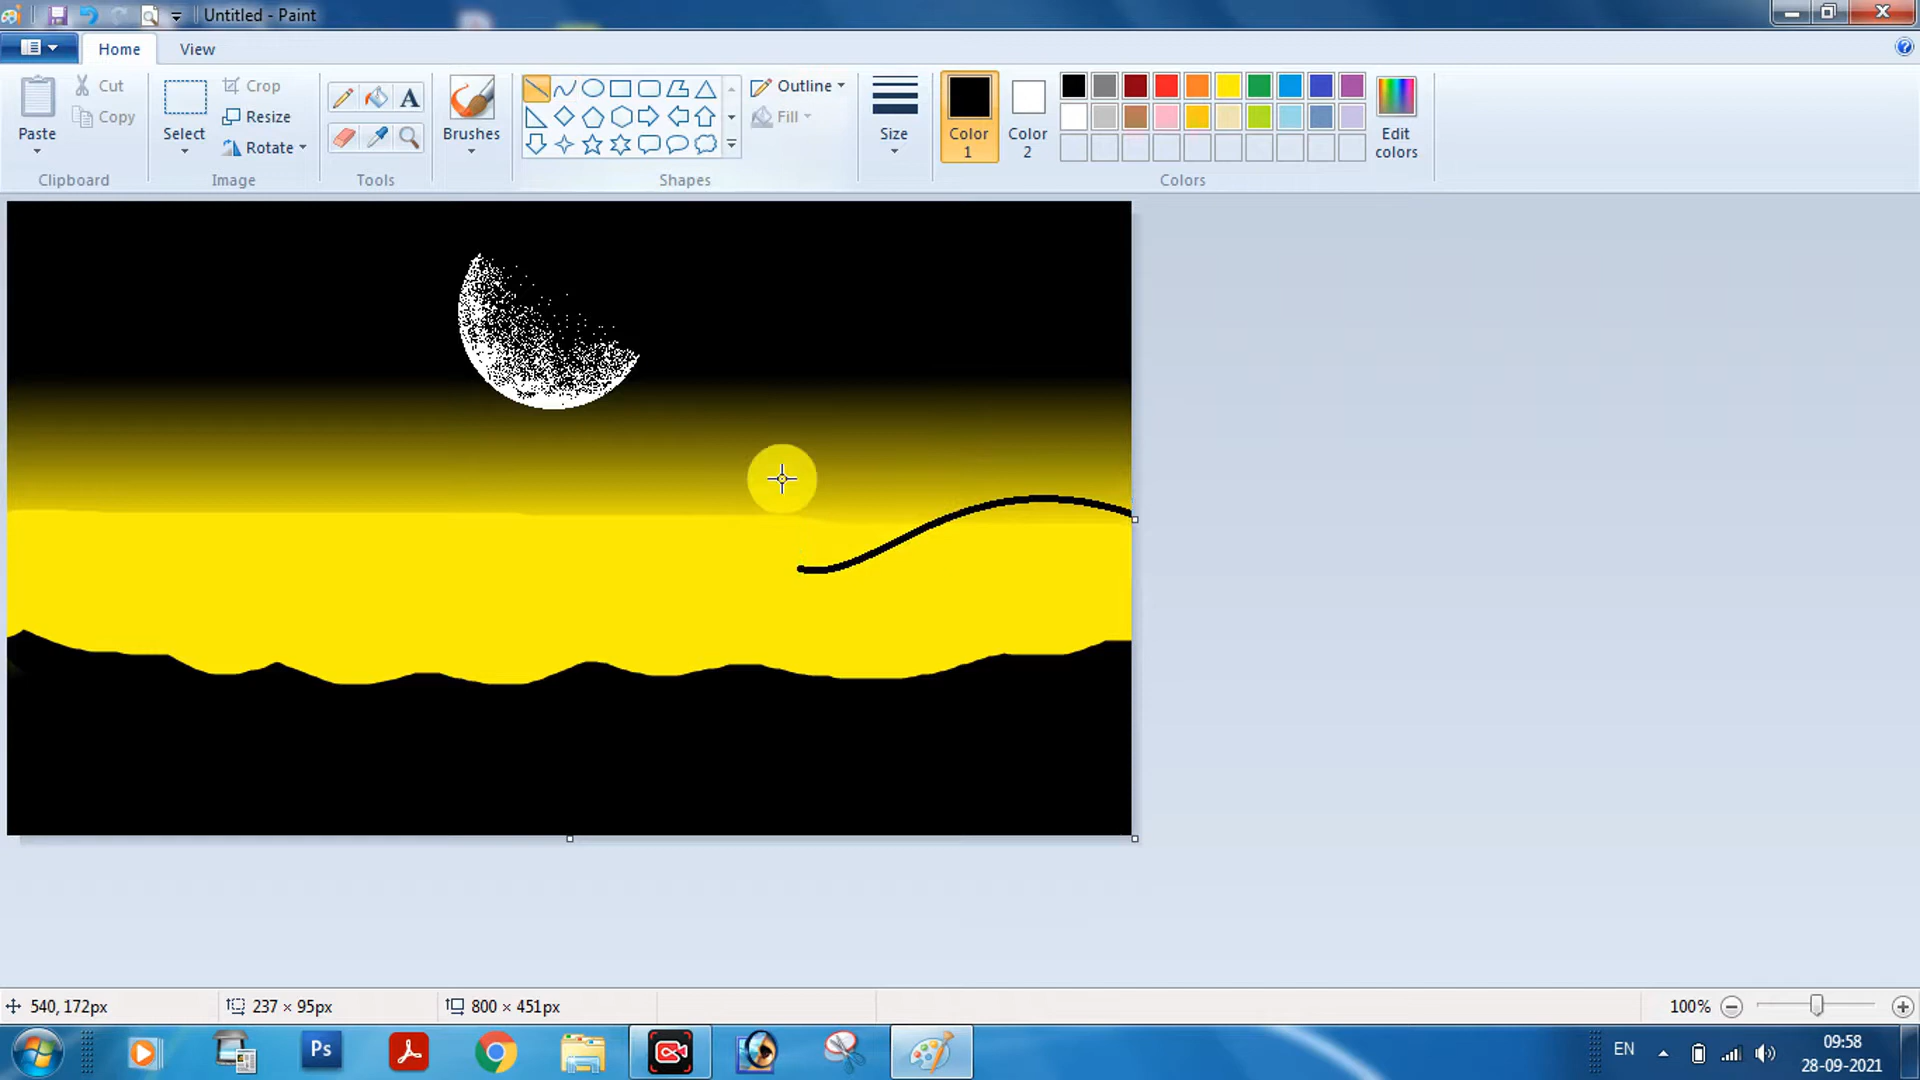 Untitled - Paint
Home View
Paste
Cut
Copy
Clipboard
Select
Crop
Resize
Rotate
Image
A
Tools
Brushes
Shapes
Outline
Fill
Size
Color 1
Color 2
Edit colors
Colors
540, 172px
237 × 95px
800 × 451px
100%
Ps
EN
09:58
28-09-2021